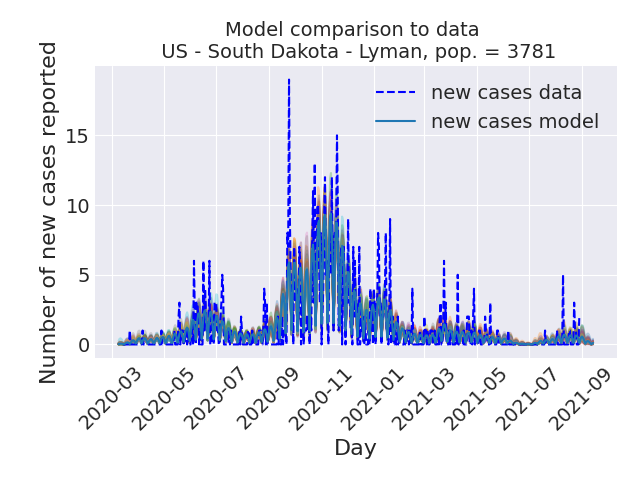 Model comparison to data
US - South Dakota - Lyman, pop. = 3781
new cases data
new cases model
Number of new cases reported
15
10
5
0
2020-03
2020-05
2020-07
2020-09
2020-11
2021-01
2021-03
2021-05
2021-07
2021-09
Day